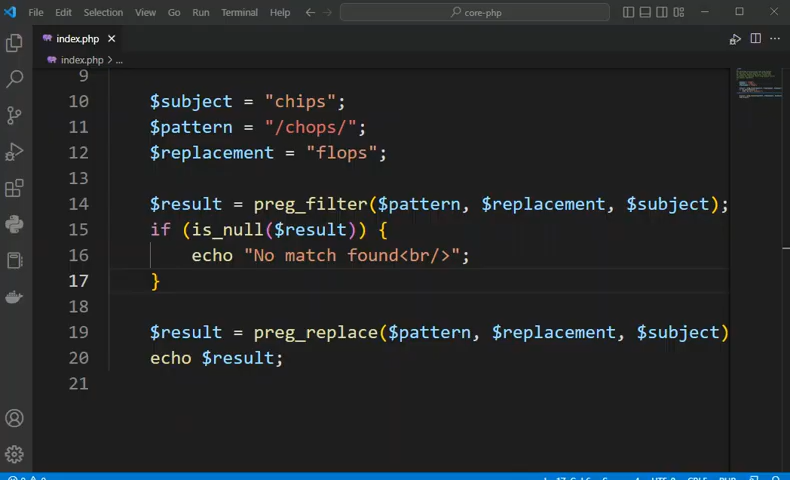 File Edit Selection View Go Run Terminal Help core-php
index.php
index.php > ...
9
10 $subject = "chips";
11 $pattern = "/chops/";
12 $replacement = "flops";
13
14 $result = preg_filter($pattern, $replacement, $subject);
15 if (is_null($result)) {
16 echo "No match found<br/>";
17 }
18
19 $result = preg_replace($pattern, $replacement, $subject)
20 echo $result;
21